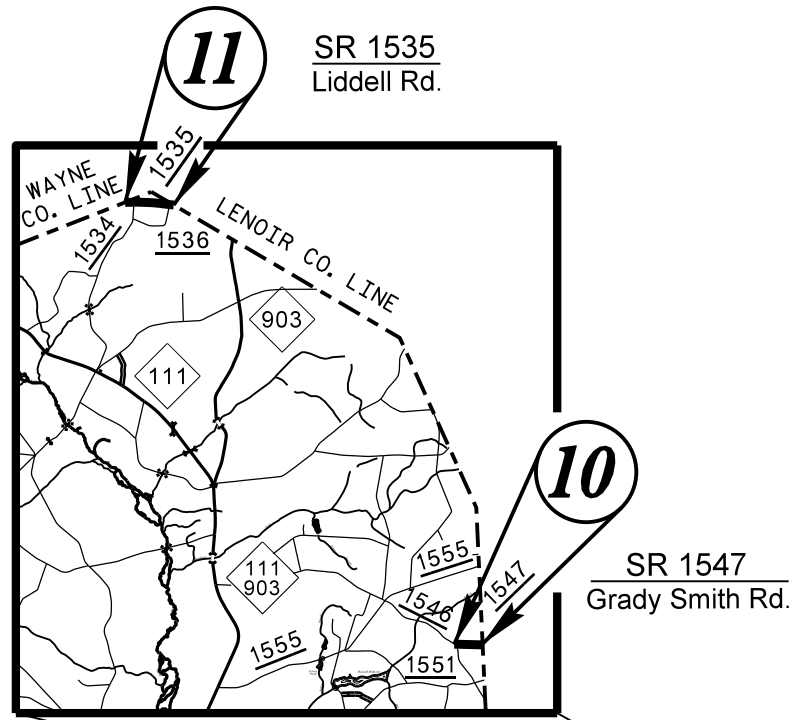 11
SR 1535
Liddell Rd.
1535
WAYNE
CO. LINE
1534
1536
LENOIR CO. LINE
903
111
10
1555
SR 1547
Grady Smith Rd.
111
903
1546
1547
1555
1551